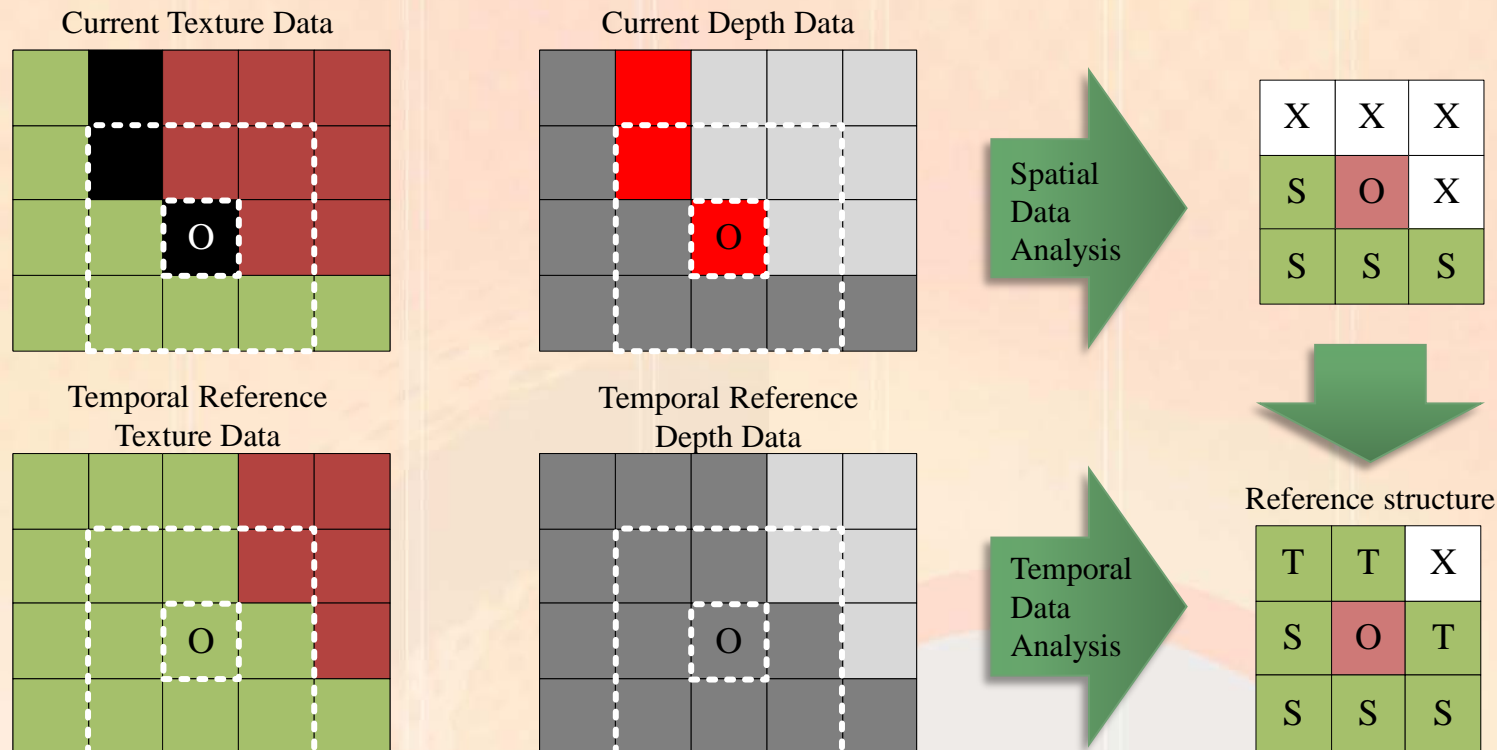 Current Texture Data
Current Depth Data
O
O
Spatial
Data
Analysis
X X X
S O X
S S S
Temporal Reference
Texture Data
Temporal Reference
Depth Data
O
O
Temporal
Data
Analysis
Reference structure
T T X
S O T
S S S